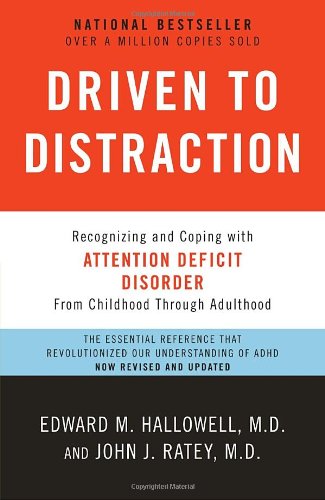 NATIONAL BESTSELLER
OVER A MILLION COPIES SOLD
DRIVEN TO
DISTRACTION
Recognizing and Coping with
ATTENTION DEFICIT
DISORDER
From Childhood Through Adulthood
THE ESSENTIAL REFERENCE THAT
REVOLUTIONIZED OUR UNDERSTANDING OF ADHD
NOW REVISED AND UPDATED
EDWARD M. HALLOWELL, M.D.
AND JOHN J. RATEY, M.D.
Copyrighted Material